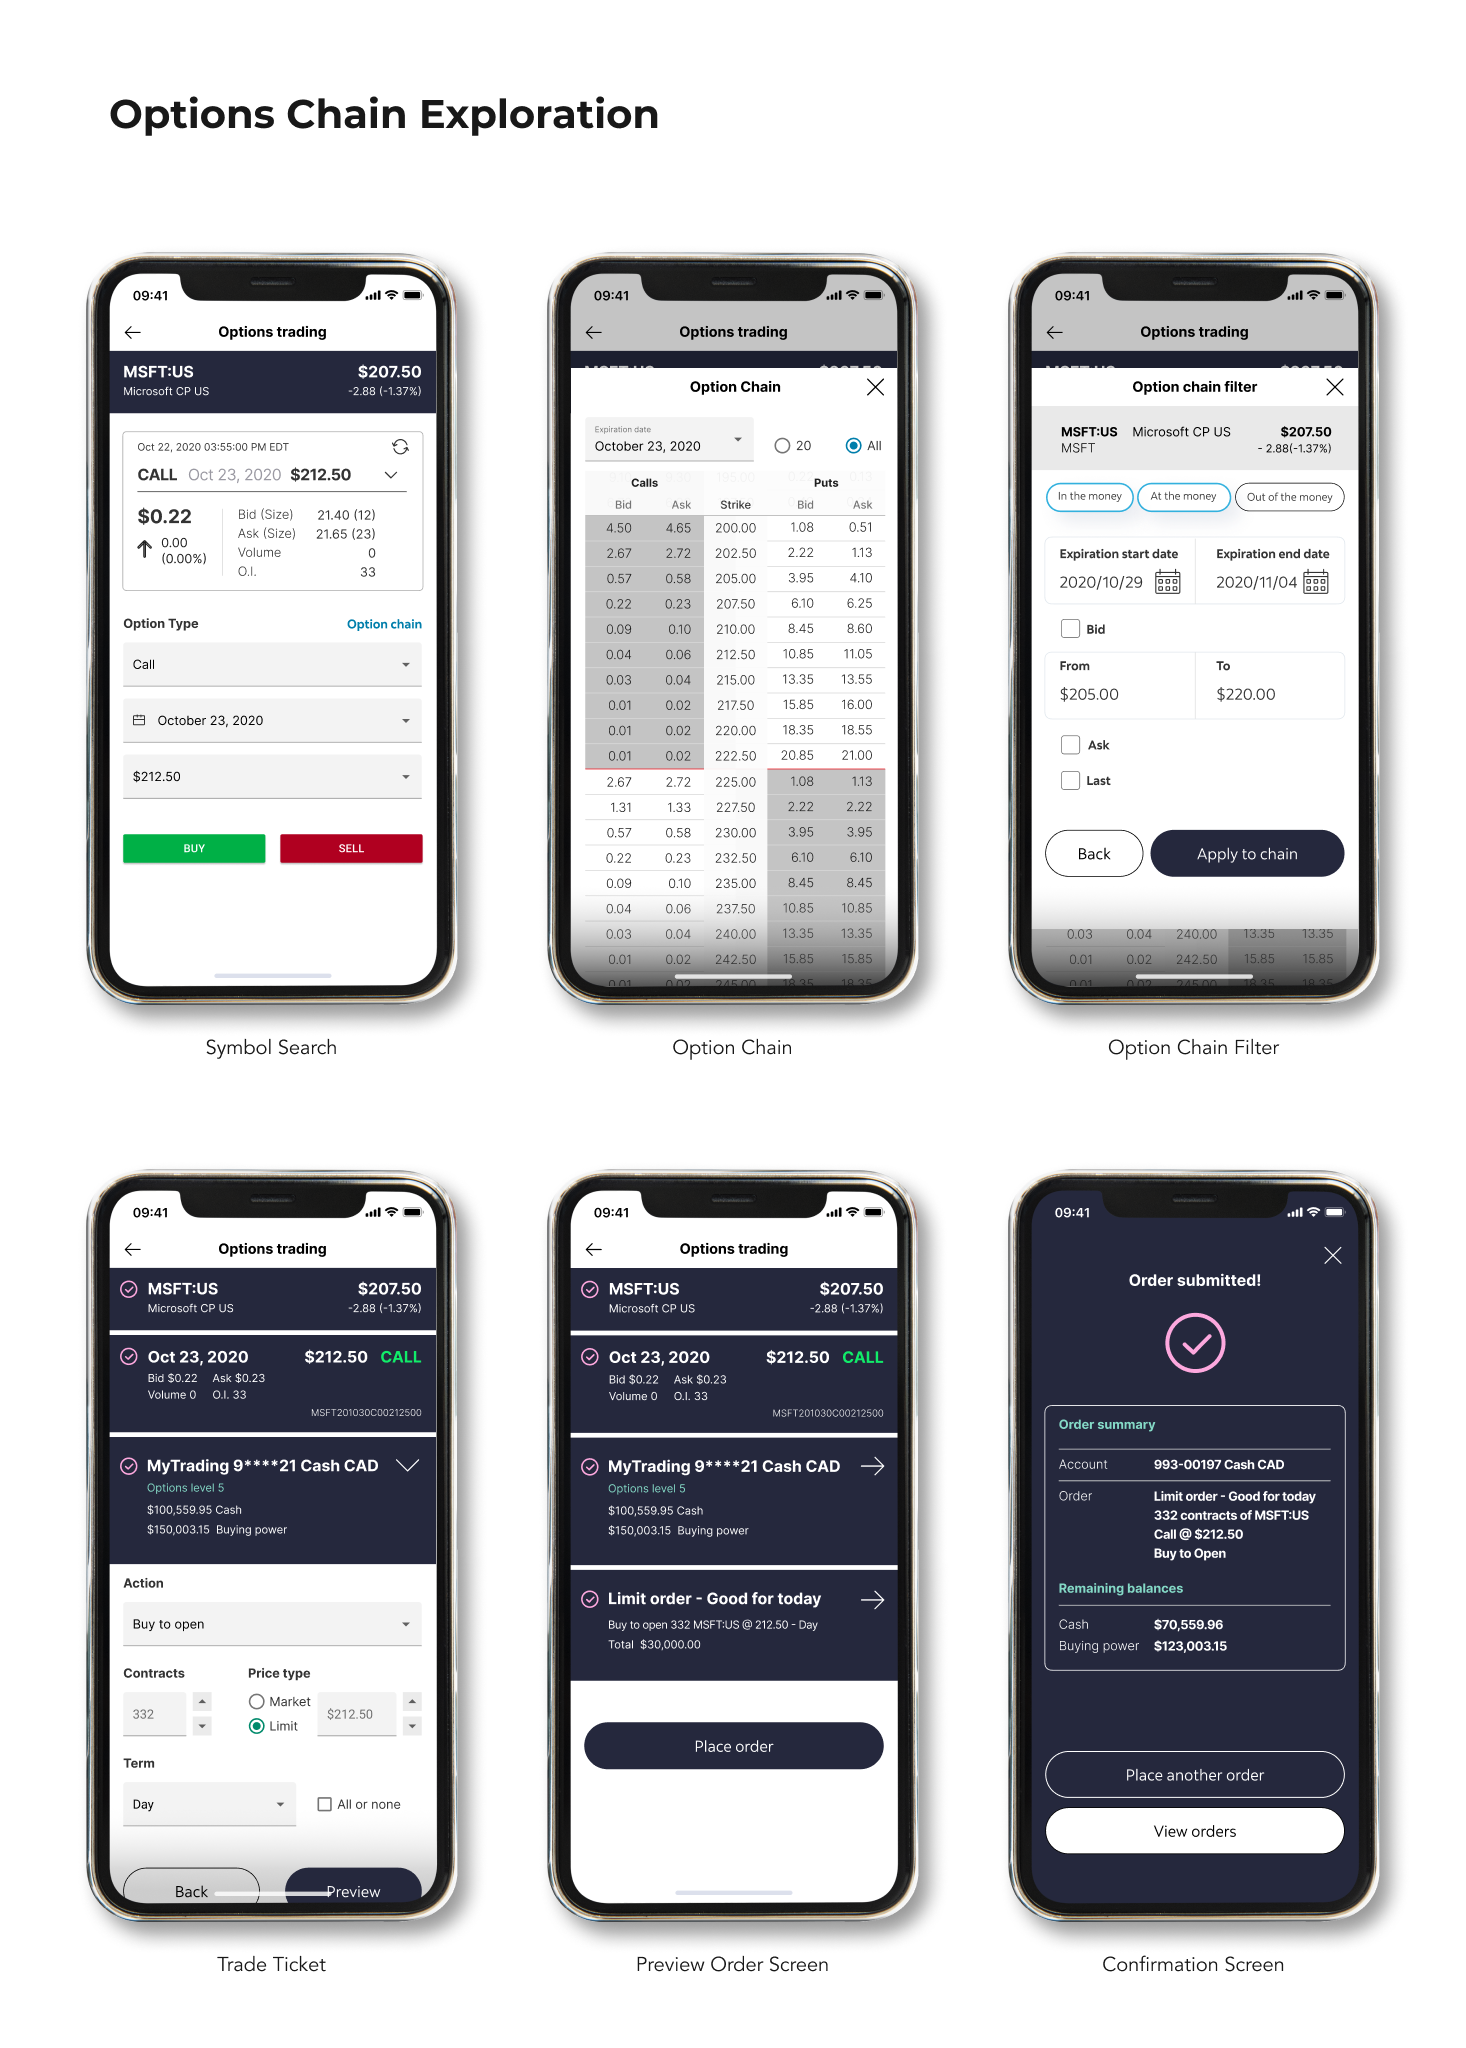 Options Chain Exploration
09:41
Options trading
MSFT:US $207.50
Microsoft CP US -2.88 (-1.37%)
Oct 22, 2020 03:55:00 PM EDT
CALL Oct 23, 2020 $212.50
$0.22
0.00
(0.00%)
Bid (Size) 21.40 (12)
Ask (Size) 21.65 (23)
Volume 0
O.I. 33
Option Type Option chain
Call
October 23, 2020
$212.50
BUY SELL
Symbol Search
09:41
Options trading
Option Chain
Expiration date
October 23, 2020
20 All
Calls Puts
Bid Ask Strike Bid Ask
4.50 4.65 200.00 1.08 0.51
2.67 2.72 202.50 2.22 1.13
0.57 0.58 205.00 3.95 4.10
0.22 0.23 207.50 6.10 6.25
0.09 0.10 210.00 8.45 8.60
0.04 0.06 212.50 10.85 11.05
0.03 0.04 215.00 13.35 13.55
0.01 0.02 217.50 15.85 16.00
0.01 0.02 220.00 18.35 18.55
0.01 0.02 222.50 20.85 21.00
2.67 2.72 225.00 1.08 1.13
1.31 1.33 227.50 2.22 2.22
0.57 0.58 230.00 3.95 3.95
0.22 0.23 232.50 6.10 6.10
0.09 0.10 235.00 8.45 8.45
0.04 0.06 237.50 10.85 10.85
0.03 0.04 240.00 13.35 13.35
0.01 0.02 242.50 15.85 15.85
0.01 0.02 245.00 18.35 18.35
Option Chain
09:41
Options trading
Option chain filter
MSFT:US Microsoft CP US $207.50
MSFT - 2.88(-1.37%)
In the money At the money Out of the money
Expiration start date Expiration end date
2020/10/29 2020/11/04
Bid
From To
$205.00 $220.00
Ask
Last
Back Apply to chain
0.03 0.04 240.00 13.35 13.35
0.01 0.02 242.50 15.85 15.85
0.01 0.02 245.00 18.35 18.35
Option Chain Filter
09:41
Options trading
MSFT:US $207.50
Microsoft CP US -2.88 (-1.37%)
Oct 23, 2020 $212.50 CALL
Bid $0.22 Ask $0.23
Volume 0 O.I. 33
MSFT201030C00212500
MyTrading 9****21 Cash CAD
Options level 5
$100,559.95 Cash
$150,003.15 Buying power
Action
Buy to open
Contracts Price type
332
Market
Limit
$212.50
Term
Day All or none
Back Preview
Trade Ticket
09:41
Options trading
MSFT:US $207.50
Microsoft CP US -2.88 (-1.37%)
Oct 23, 2020 $212.50 CALL
Bid $0.22 Ask $0.23
Volume 0 O.I. 33
MSFT201030C00212500
MyTrading 9****21 Cash CAD
Options level 5
$100,559.95 Cash
$150,003.15 Buying power
Limit order - Good for today
Buy to open 332 MSFT:US @ 212.50 - Day
Total $30,000.00
Place order
Preview Order Screen
09:41
Order submitted!
Order summary
Account 993-00197 Cash CAD
Order Limit order - Good for today
332 contracts of MSFT:US
Call @ $212.50
Buy to Open
Remaining balances
Cash $70,559.96
Buying power $123,003.15
Place another order
View orders
Confirmation Screen